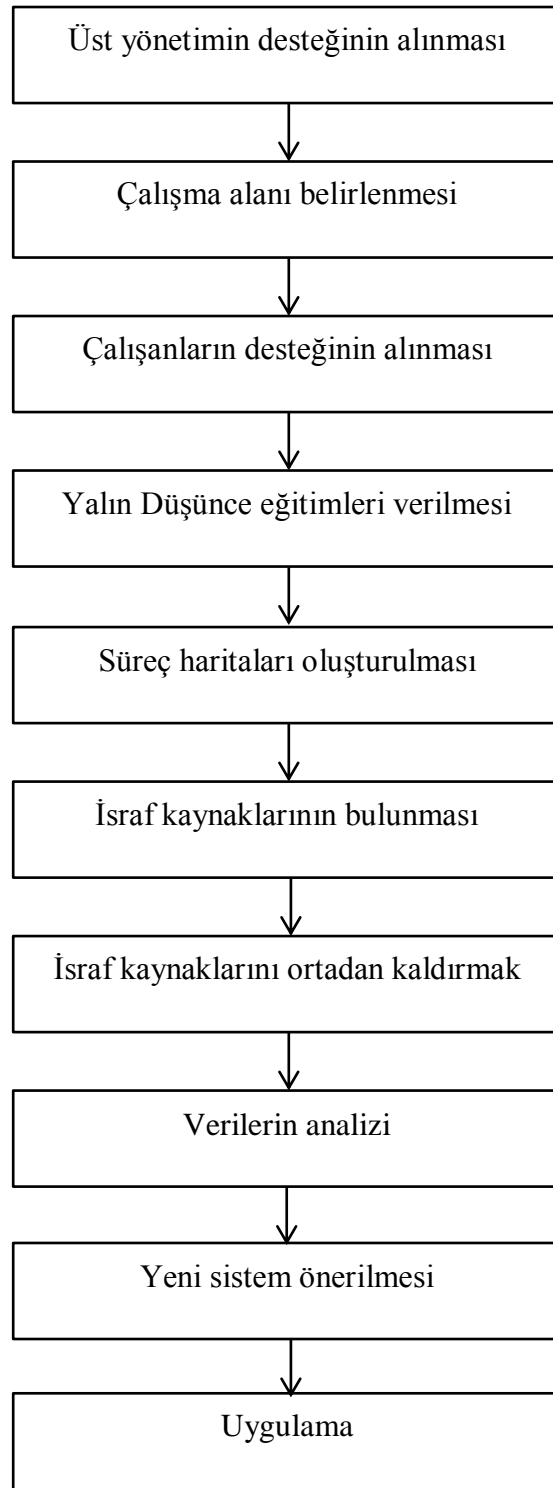 Üst yönetimin desteğinin alınması
Çalışma alanı belirlenmesi
Çalışanların desteğinin alınması
Yalın Düşünce eğitimleri verilmesi
Süreç haritaları oluşturulması
İsraf kaynaklarının bulunması
İsraf kaynaklarını ortadan kaldırmak
Verilerin analizi
Yeni sistem önerilmesi
Uygulama